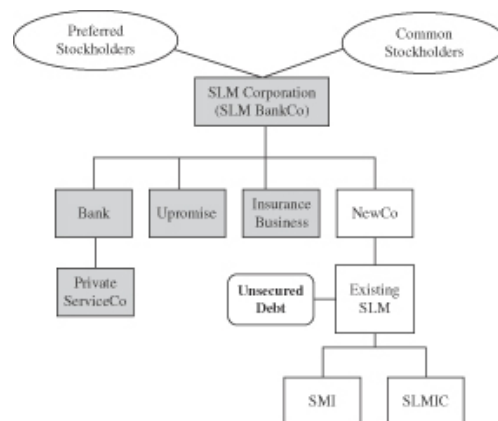 Preferred
Stockholders
Common
Stockholders
SLM Corporation
(SLM BankCo)
Bank
Upromise
Insurance
Business
NewCo
Private
ServiceCo
Unsecured
Debt
Existing
SLM
SMI
SLMIC